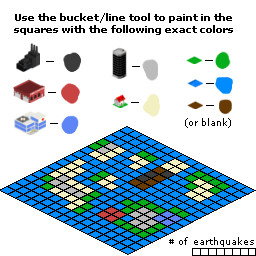 Use the bucket/line tool to paint in the
squares with the following exact colors
(or blank)
# of earthquakes